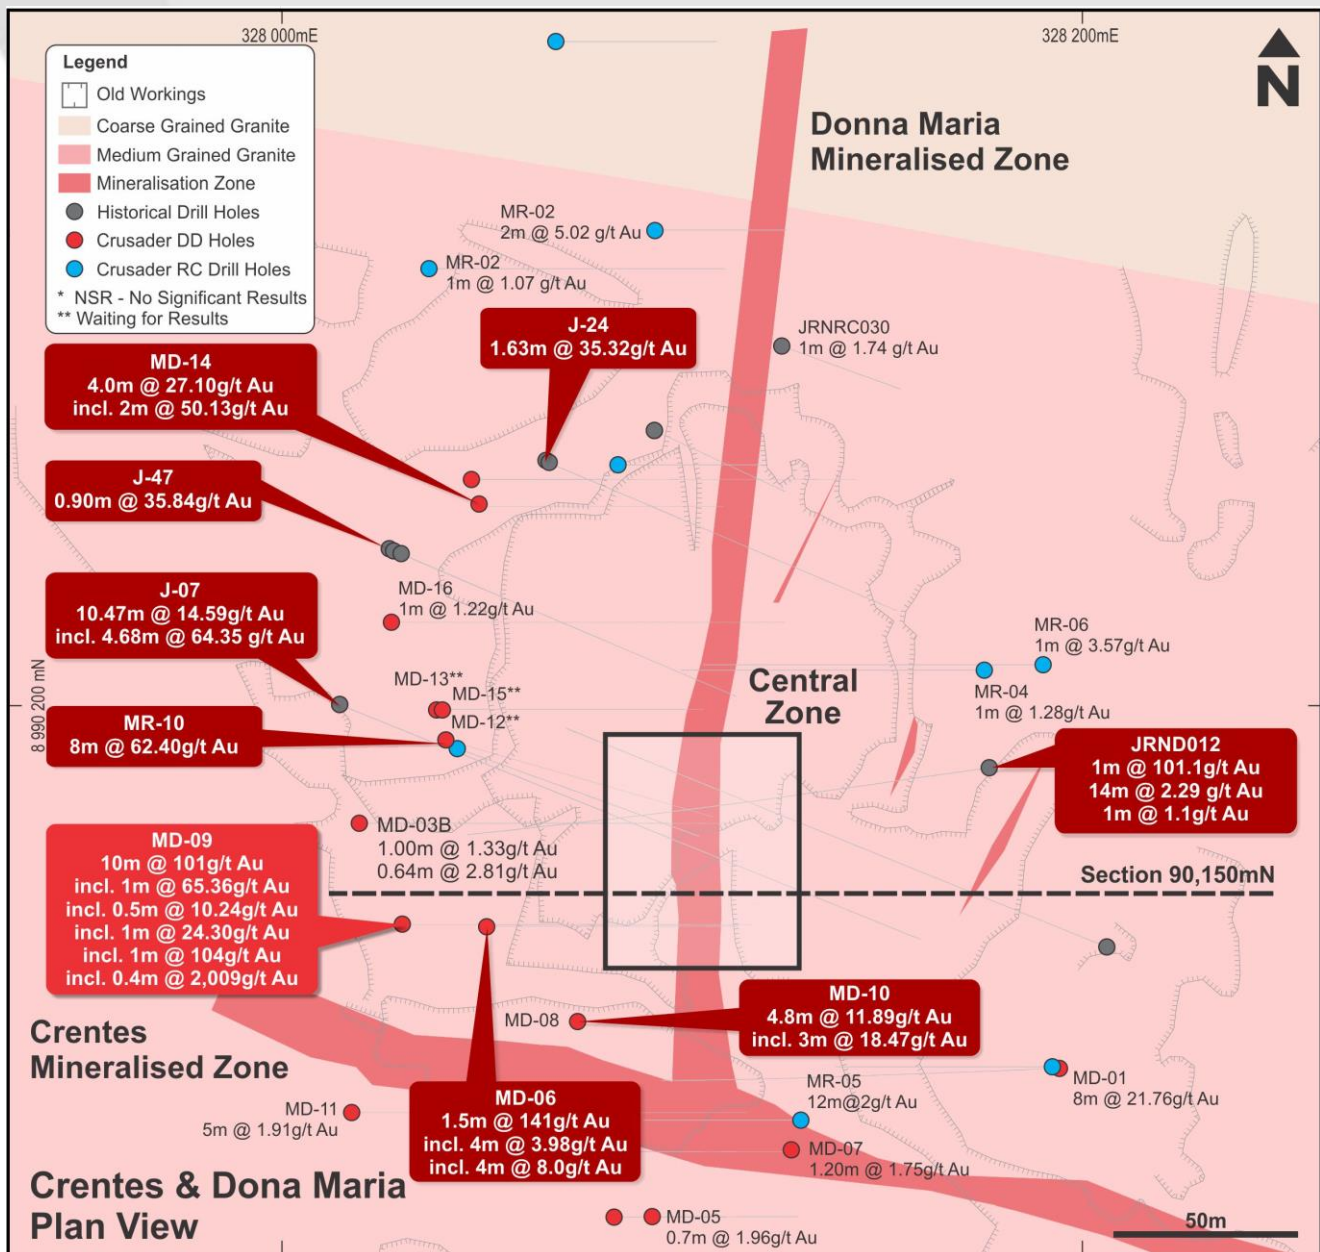 328 000mE
328 200mE
N
Legend
Old Workings
Coarse Grained Granite
Medium Grained Granite
Mineralisation Zone
Historical Drill Holes
Crusader DD Holes
Crusader RC Drill Holes
* NSR - No Significant Results
** Waiting for Results
Donna Maria
Mineralised Zone
MR-02
2m @ 5.02 g/t Au
MR-02
1m @ 1.07 g/t Au
J-24
1.63m @ 35.32g/t Au
JRNRC030
1m @ 1.74 g/t Au
MD-14
4.0m @ 27.10g/t Au
incl. 2m @ 50.13g/t Au
J-47
0.90m @ 35.84g/t Au
J-07
10.47m @ 14.59g/t Au
incl. 4.68m @ 64.35 g/t Au
MD-16
1m @ 1.22g/t Au
MR-06
1m @ 3.57g/t Au
MR-04
1m @ 1.28g/t Au
Central
Zone
8 990 200 mN
MD-13**
MD-15**
MD-12**
MR-10
8m @ 62.40g/t Au
JRND012
1m @ 101.1g/t Au
14m @ 2.29 g/t Au
1m @ 1.1g/t Au
MD-03B
1.00m @ 1.33g/t Au
0.64m @ 2.81g/t Au
MD-09
10m @ 101g/t Au
incl. 1m @ 65.36g/t Au
incl. 0.5m @ 10.24g/t Au
incl. 1m @ 24.30g/t Au
incl. 1m @ 104g/t Au
incl. 0.4m @ 2,009g/t Au
Section 90,150mN
MD-08
MD-10
4.8m @ 11.89g/t Au
incl. 3m @ 18.47g/t Au
Crentes
Mineralised Zone
MD-06
1.5m @ 141g/t Au
incl. 4m @ 3.98g/t Au
incl. 4m @ 8.0g/t Au
MR-05
12m@2g/t Au
MD-01
8m @ 21.76g/t Au
MD-11
5m @ 1.91g/t Au
MD-07
1.20m @ 1.75g/t Au
MD-05
0.7m @ 1.96g/t Au
Crentes & Dona Maria
Plan View
50m